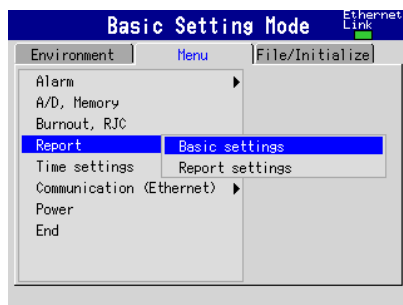 Basic Setting Mode
Ethernet
Link
Environment Menu File/Initialize
Alarm
A/D, Memory
Burnout, RJC
Report Basic settings
Time settings Report settings
Communication (Ethernet)
Power
End